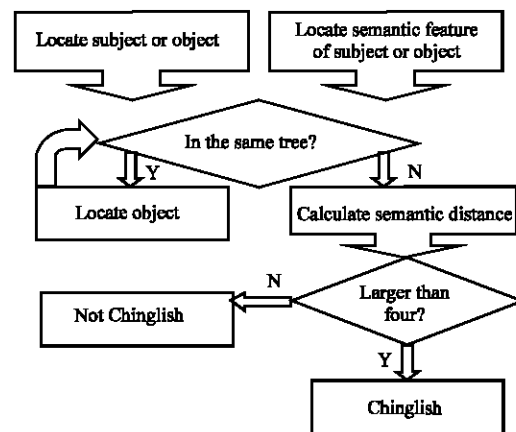 Locate subject or object
Locate semantic feature
of subject or object
In the same tree?
Y
N
Locate object
Calculate semantic distance
N
Larger than
four?
Not Chinglish
Y
Chinglish